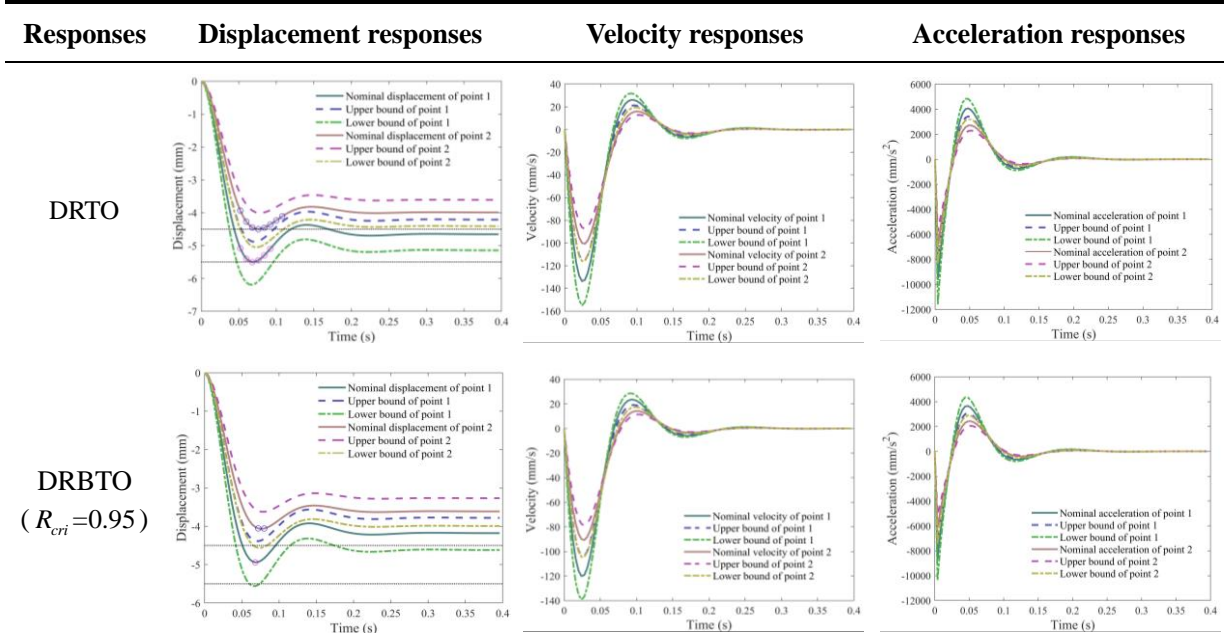 Responses Displacement responses Velocity responses Acceleration responses
DRTO
0
-1
-2
-3
-4
-5
-6
-7
Displacement (mm)
Nominal displacement of point 1
Upper bound of point 1
Lower bound of point 1
Nominal displacement of point 2
Upper bound of point 2
Lower bound of point 2
0 0.05 0.1 0.15 0.2 0.25 0.3 0.35 0.4
Time (s)
40
20
0
-20
-40
-60
-80
-100
-120
-140
-160
Velocity (mm/s)
Nominal velocity of point 1
Upper bound of point 1
Lower bound of point 1
Nominal velocity of point 2
Upper bound of point 2
Lower bound of point 2
0 0.05 0.1 0.15 0.2 0.25 0.3 0.35 0.4
Time (s)
6000
4000
2000
0
-2000
-4000
-6000
-8000
-10000
-12000
Acceleration (mm/s²)
Nominal acceleration of point 1
Upper bound of point 1
Lower bound of point 1
Nominal acceleration of point 2
Upper bound of point 2
Lower bound of point 2
0 0.05 0.1 0.15 0.2 0.25 0.3 0.35 0.4
Time (s)
DRBTO
( R_cri =0.95 )
0
-1
-2
-3
-4
-5
-6
Displacement (mm)
Nominal displacement of point 1
Upper bound of point 1
Lower bound of point 1
Nominal displacement of point 2
Upper bound of point 2
Lower bound of point 2
0 0.05 0.1 0.15 0.2 0.25 0.3 0.35 0.4
Time (s)
40
20
0
-20
-40
-60
-80
-100
-120
-140
Velocity (mm/s)
Nominal velocity of point 1
Upper bound of point 1
Lower bound of point 1
Nominal velocity of point 2
Upper bound of point 2
Lower bound of point 2
0 0.05 0.1 0.15 0.2 0.25 0.3 0.35 0.4
Time (s)
6000
4000
2000
0
-2000
-4000
-6000
-8000
-10000
-12000
Acceleration (mm/s²)
Nominal acceleration of point 1
Upper bound of point 1
Lower bound of point 1
Nominal acceleration of point 2
Upper bound of point 2
Lower bound of point 2
0 0.05 0.1 0.15 0.2 0.25 0.3 0.35 0.4
Time (s)